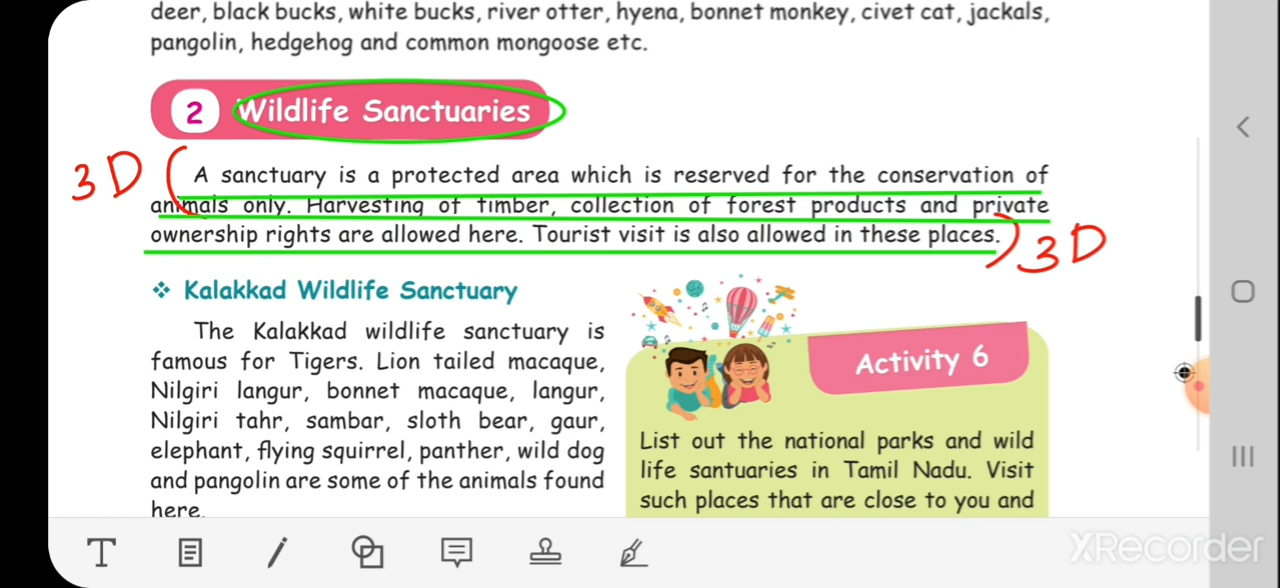 deer, black bucks, white bucks, river otter, hyena, bonnet monkey, civet cat, jackals,
pangolin, hedgehog and common mongoose etc.
2 Wildlife Sanctuaries
3D ( A sanctuary is a protected area which is reserved for the conservation of
animals only. Harvesting of timber, collection of forest products and private
ownership rights are allowed here. Tourist visit is also allowed in these places. ) 3D
❖ Kalakkad Wildlife Sanctuary
The Kalakkad wildlife sanctuary is
famous for Tigers. Lion tailed macaque,
Nilgiri langur, bonnet macaque, langur,
Nilgiri tahr, sambar, sloth bear, gaur,
elephant, flying squirrel, panther, wild dog
and pangolin are some of the animals found
here.
Activity 6
List out the national parks and wild
life santuaries in Tamil Nadu. Visit
such places that are close to you and
T
XRecorder